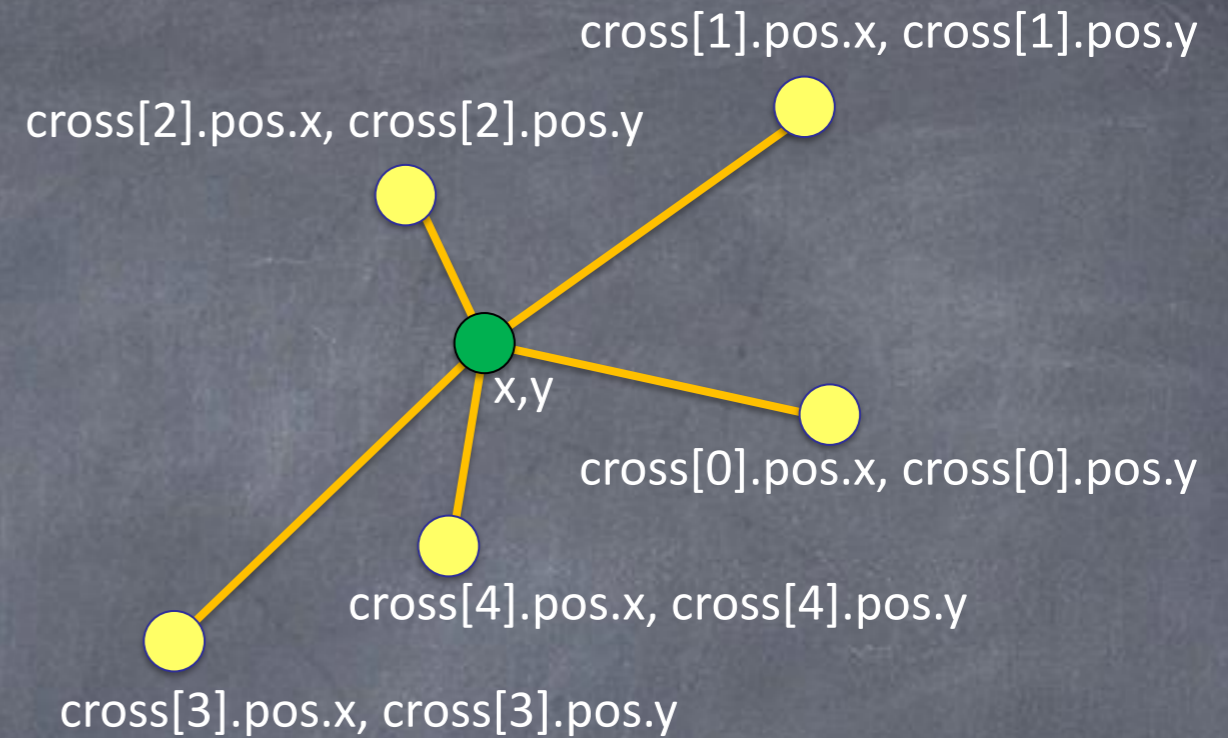 cross[1].pos.x, cross[1].pos.y
cross[2].pos.x, cross[2].pos.y
x,y
cross[0].pos.x, cross[0].pos.y
cross[4].pos.x, cross[4].pos.y
cross[3].pos.x, cross[3].pos.y